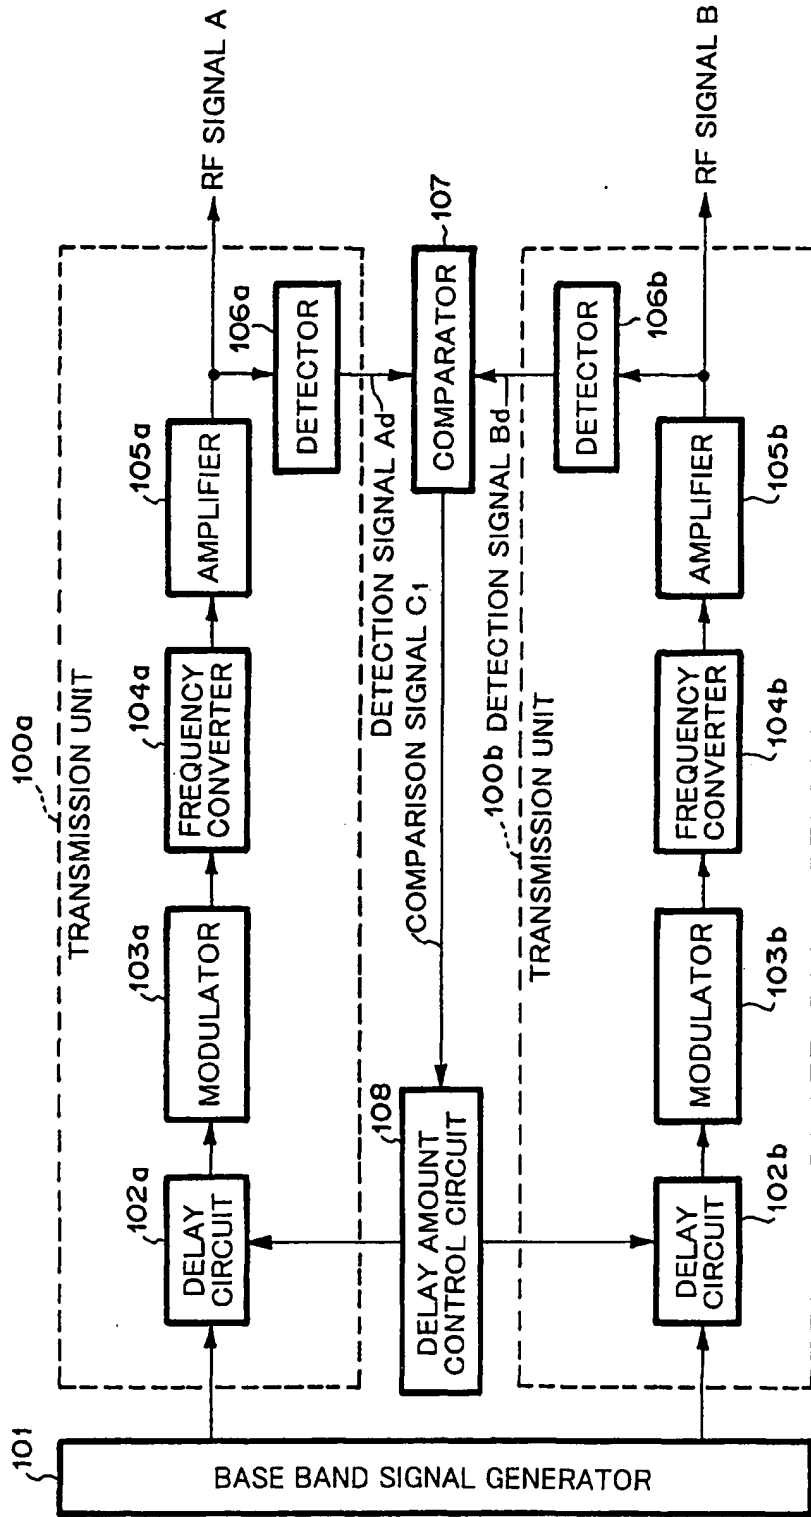 101
BASE BAND SIGNAL GENERATOR
100a
TRANSMISSION UNIT
102a
DELAY
CIRCUIT
103a
MODULATOR
104a
FREQUENCY
CONVERTER
105a
AMPLIFIER
106a
DETECTOR
RF SIGNAL A
DETECTION SIGNAL Ad
107
COMPARATOR
COMPARISON SIGNAL C1
108
DELAY AMOUNT
CONTROL CIRCUIT
100b
DETECTION SIGNAL Bd
TRANSMISSION UNIT
DETECTOR
106b
DELAY
CIRCUIT
102b
MODULATOR
103b
FREQUENCY
CONVERTER
104b
AMPLIFIER
105b
RF SIGNAL B